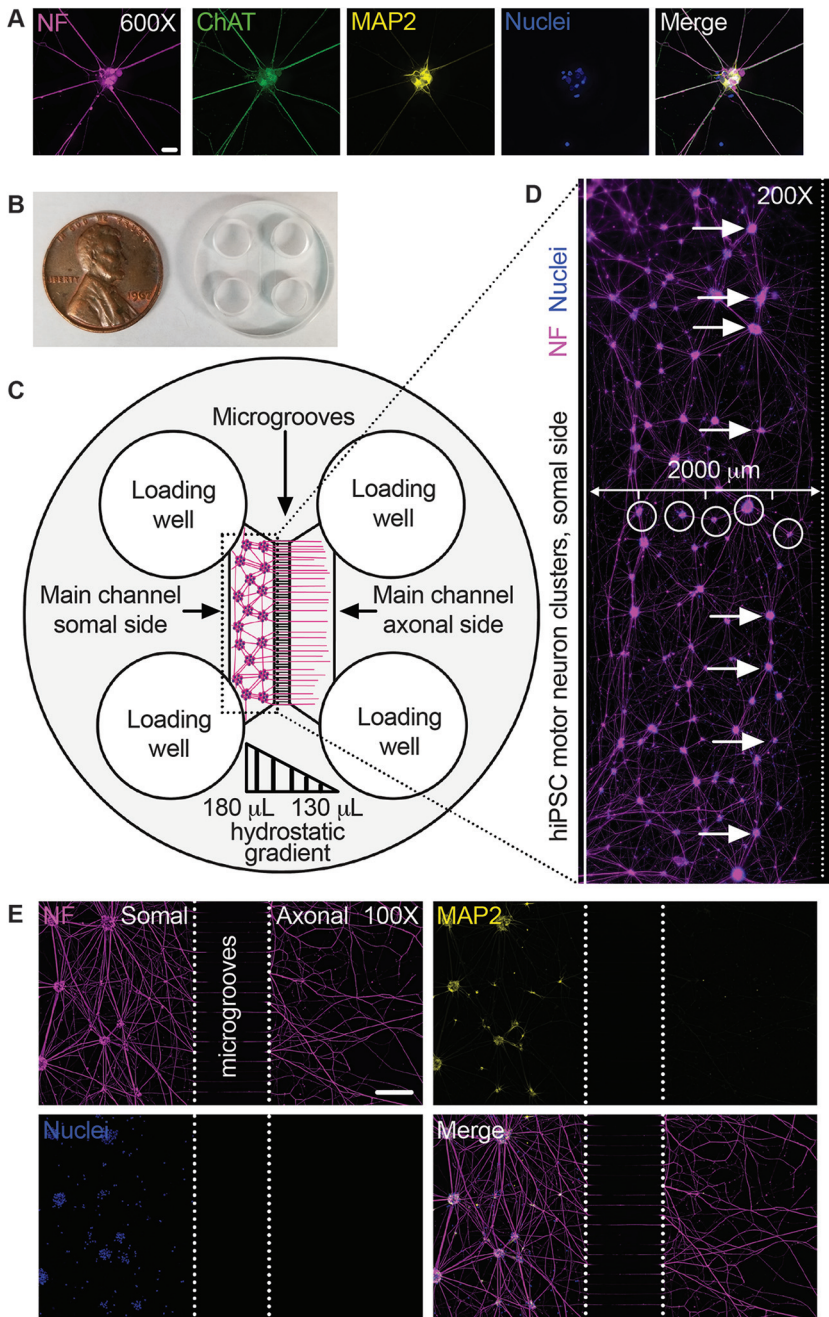 A
NF 600X
ChAT
MAP2
Nuclei
Merge
B
LIBERTY
C
Microgrooves
Loading
well
Loading
well
Main channel
somal side
Main channel
axonal side
Loading
well
Loading
well
180 µL 130 µL
hydrostatic
gradient
D
200X
hiPSC motor neuron clusters, somal side NF Nuclei
2000 µm
E
NF Somal Axonal 100X
microgrooves
MAP2
Nuclei
Merge